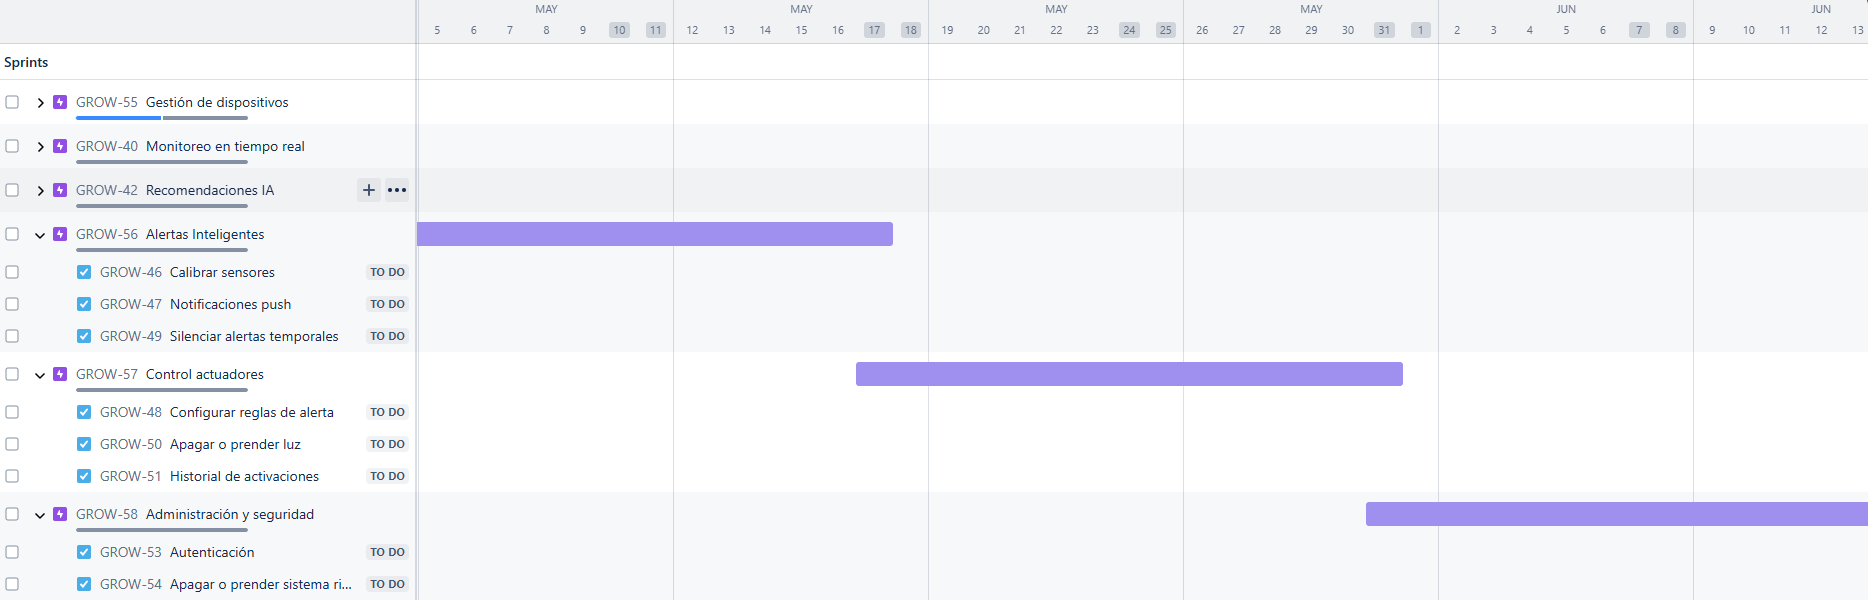 MAY MAY MAY MAY JUN JUN
5 6 7 8 9 10 11 12 13 14 15 16 17 18 19 20 21 22 23 24 25 26 27 28 29 30 31 1 2 3 4 5 6 7 8 9 10 11 12 13
Sprints
GROW-55 Gestión de dispositivos
GROW-40 Monitoreo en tiempo real
GROW-42 Recomendaciones IA
GROW-56 Alertas Inteligentes
GROW-46 Calibrar sensores TO DO
GROW-47 Notificaciones push TO DO
GROW-49 Silenciar alertas temporales TO DO
GROW-57 Control actuadores
GROW-48 Configurar reglas de alerta TO DO
GROW-50 Apagar o prender luz TO DO
GROW-51 Historial de activaciones TO DO
GROW-58 Administración y seguridad
GROW-53 Autenticación TO DO
GROW-54 Apagar o prender sistema ri... TO DO